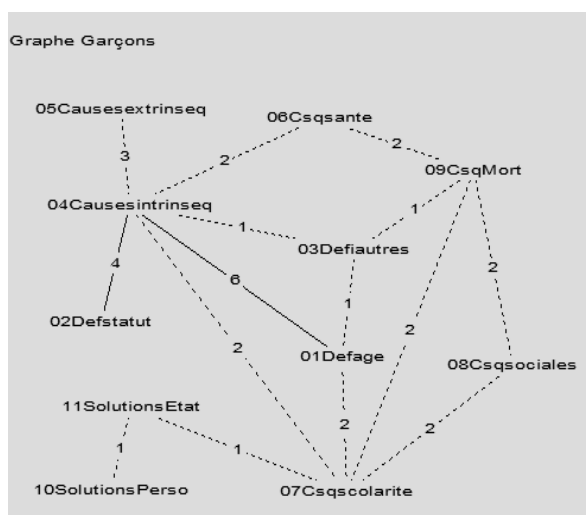 Graphe Garçons
05Causesextrinseq
06Csqsante
3
2
2
09CsqMort
04Causesintrinseq
1
1
03Defiautres
4
6
2
1
02Defstatut
2
2
01Defage
08Csqsociales
11SolutionsEtat
2
2
1
1
10SolutionsPerso
07Csqscolarite